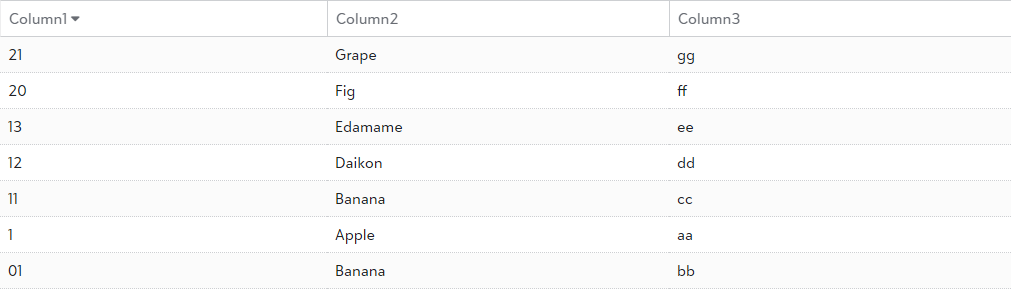 Column1 Column2 Column3
21 Grape gg
20 Fig ff
13 Edamame ee
12 Daikon dd
11 Banana cc
1 Apple aa
01 Banana bb